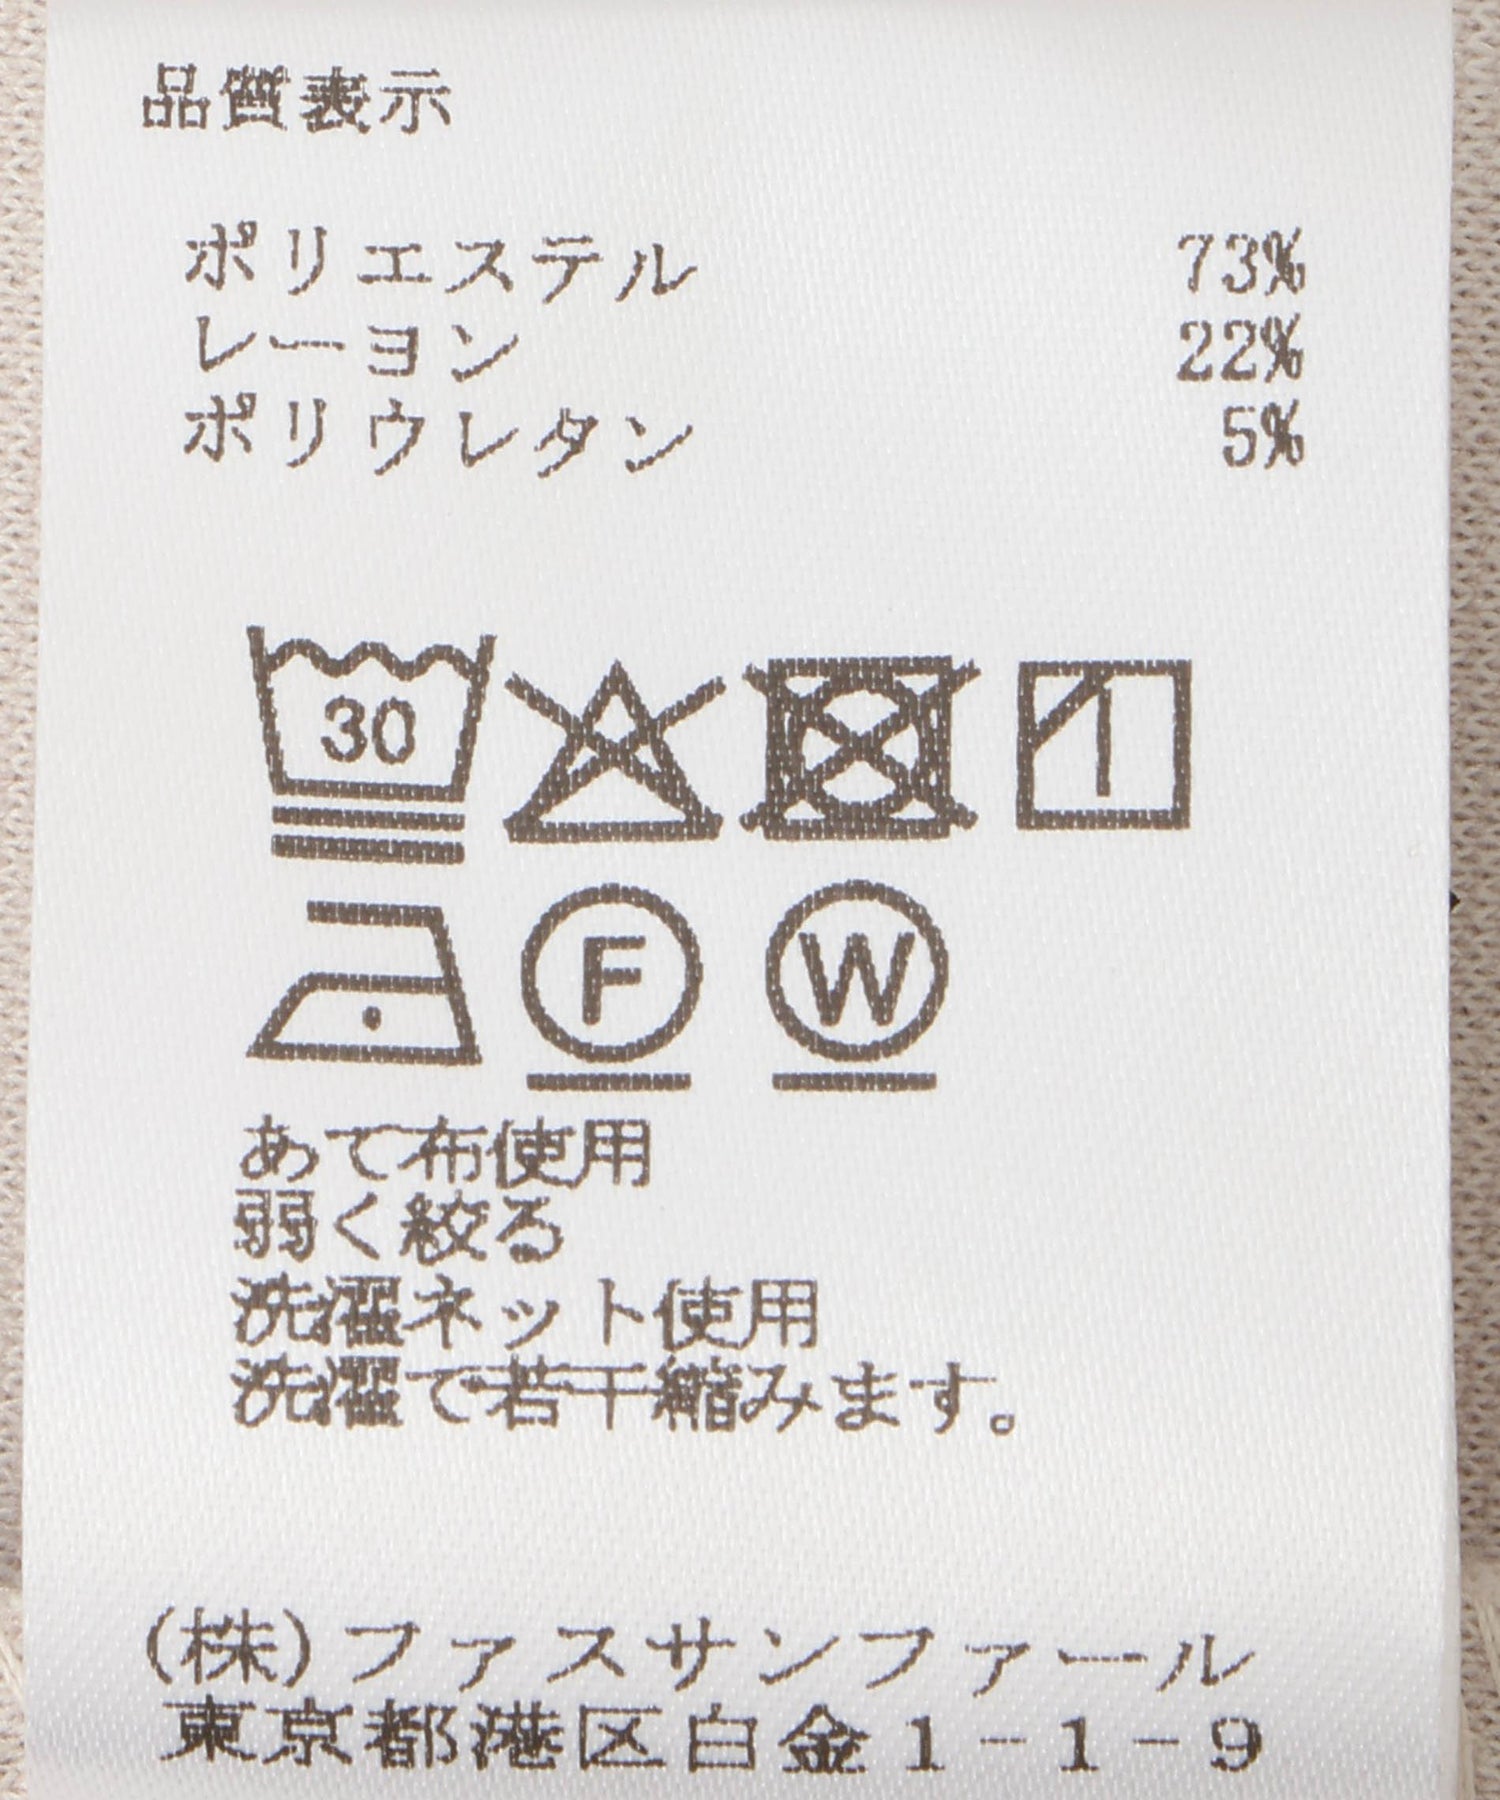 品質表示
ポリエステル 73%
レーヨン 22%
ポリウレタン 5%
30
F W
あて布使用
弱く絞る
洗濯ネット使用
洗濯で若干縮みます。
(株)ファスサンファール
東京都港区白金1-1-9